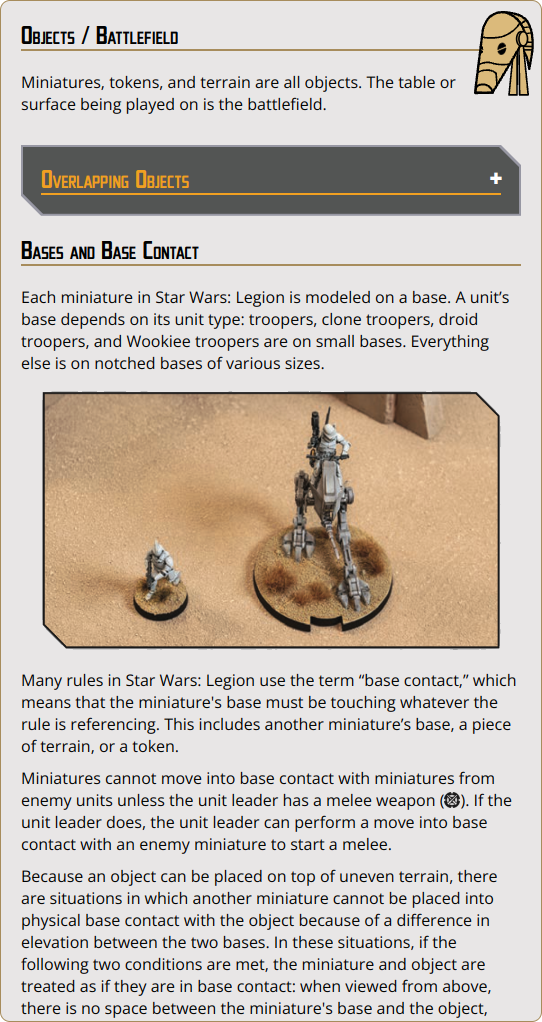 Objects / Battlefield
Miniatures, tokens, and terrain are all objects. The table or
surface being played on is the battlefield.
Overlapping Objects +
Bases and Base Contact
Each miniature in Star Wars: Legion is modeled on a base. A unit’s
base depends on its unit type: troopers, clone troopers, droid
troopers, and Wookiee troopers are on small bases. Everything
else is on notched bases of various sizes.
Many rules in Star Wars: Legion use the term “base contact,” which
means that the miniature's base must be touching whatever the
rule is referencing. This includes another miniature’s base, a piece
of terrain, or a token.
Miniatures cannot move into base contact with miniatures from
enemy units unless the unit leader has a melee weapon (). If the
unit leader does, the unit leader can perform a move into base
contact with an enemy miniature to start a melee.
Because an object can be placed on top of uneven terrain, there
are situations in which another miniature cannot be placed into
physical base contact with the object because of a difference in
elevation between the two bases. In these situations, if the
following two conditions are met, the miniature and object are
treated as if they are in base contact: when viewed from above,
there is no space between the miniature's base and the object,